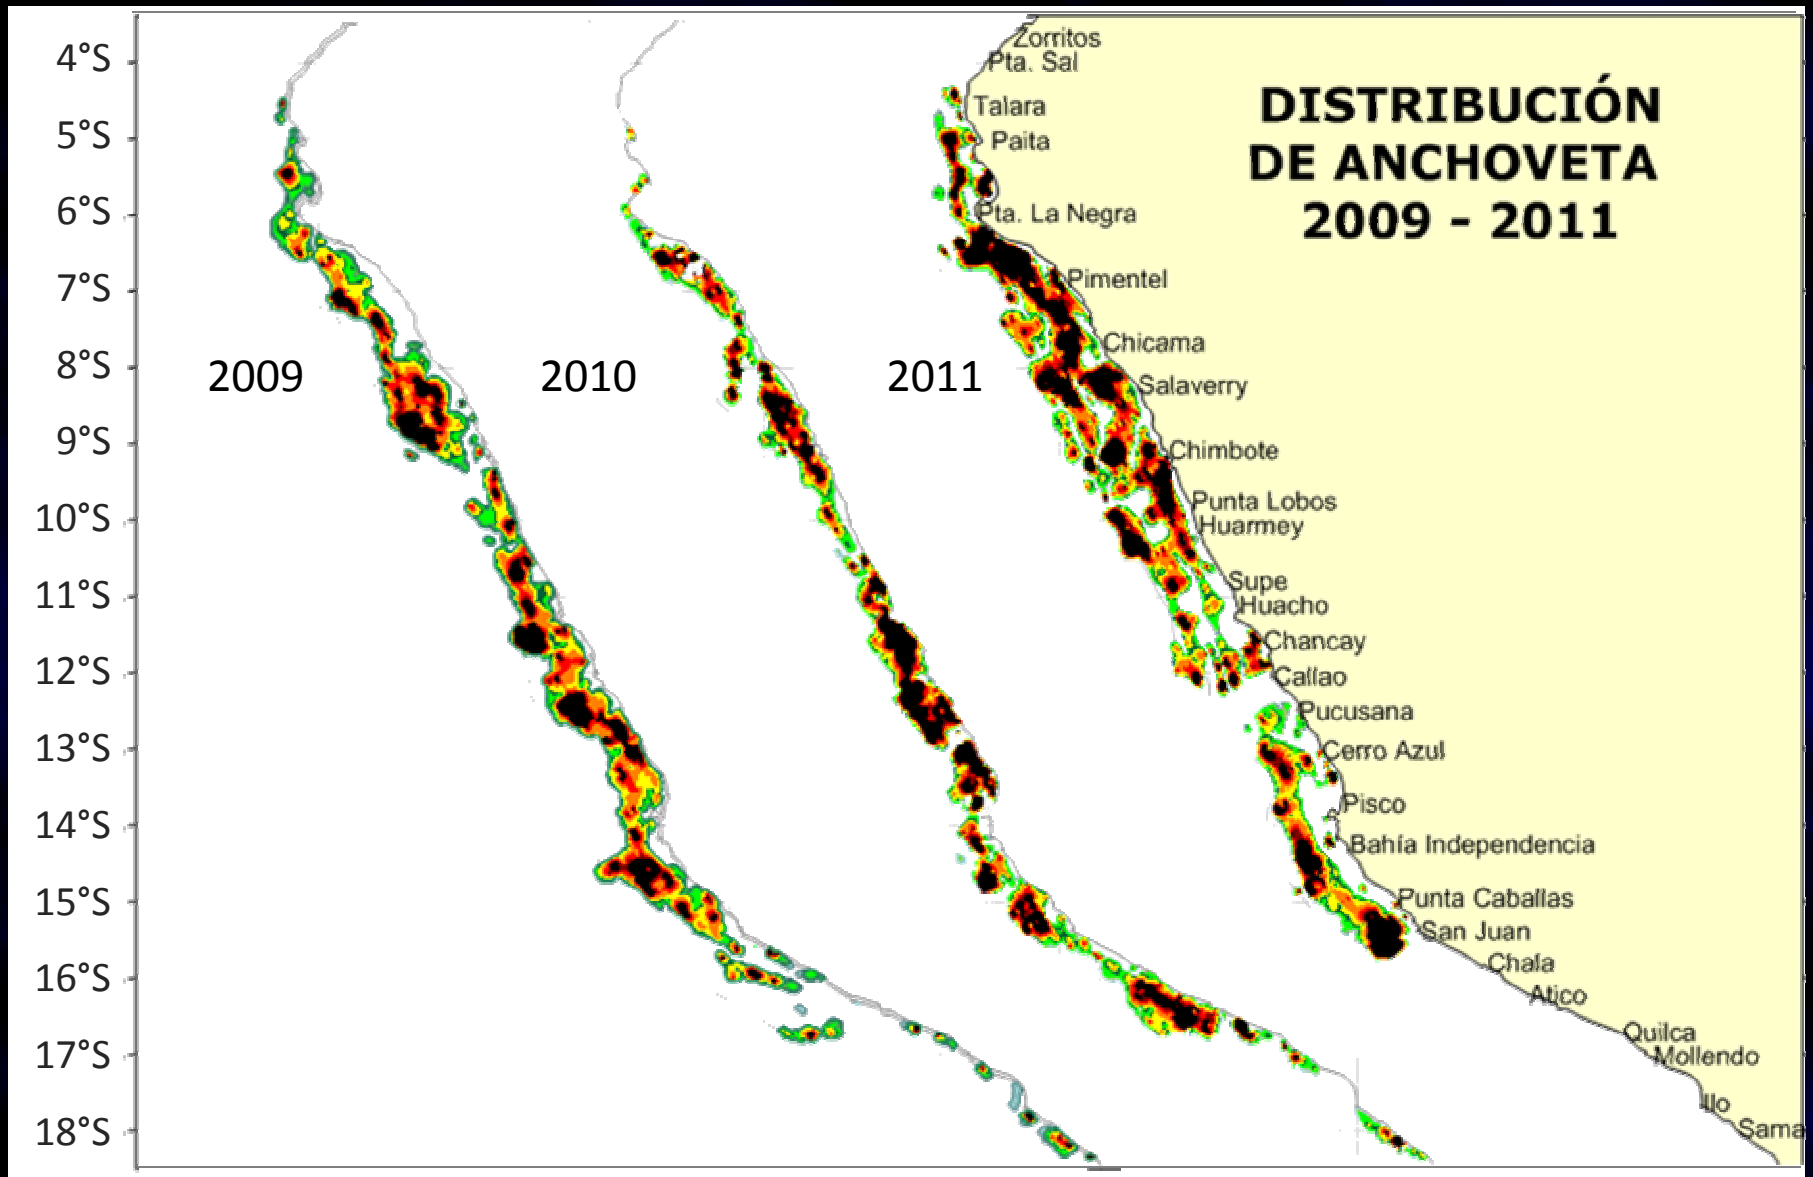 DISTRIBUCIÓN
DE ANCHOVETA
2009 - 2011
4°S
5°S
6°S
7°S
8°S
9°S
10°S
11°S
12°S
13°S
14°S
15°S
16°S
17°S
18°S
2009
2010
2011
Zorritos
Pta. Sal
Talara
Paita
Pta. La Negra
Pimentel
Chicama
Salaverry
Chimbote
Punta Lobos
Huarmey
Supe
Huacho
Chancay
Callao
Pucusana
Cerro Azul
Pisco
Bahía Independencia
Punta Caballas
San Juan
Chala
Atico
Quilca
Mollendo
Ilo
Sama